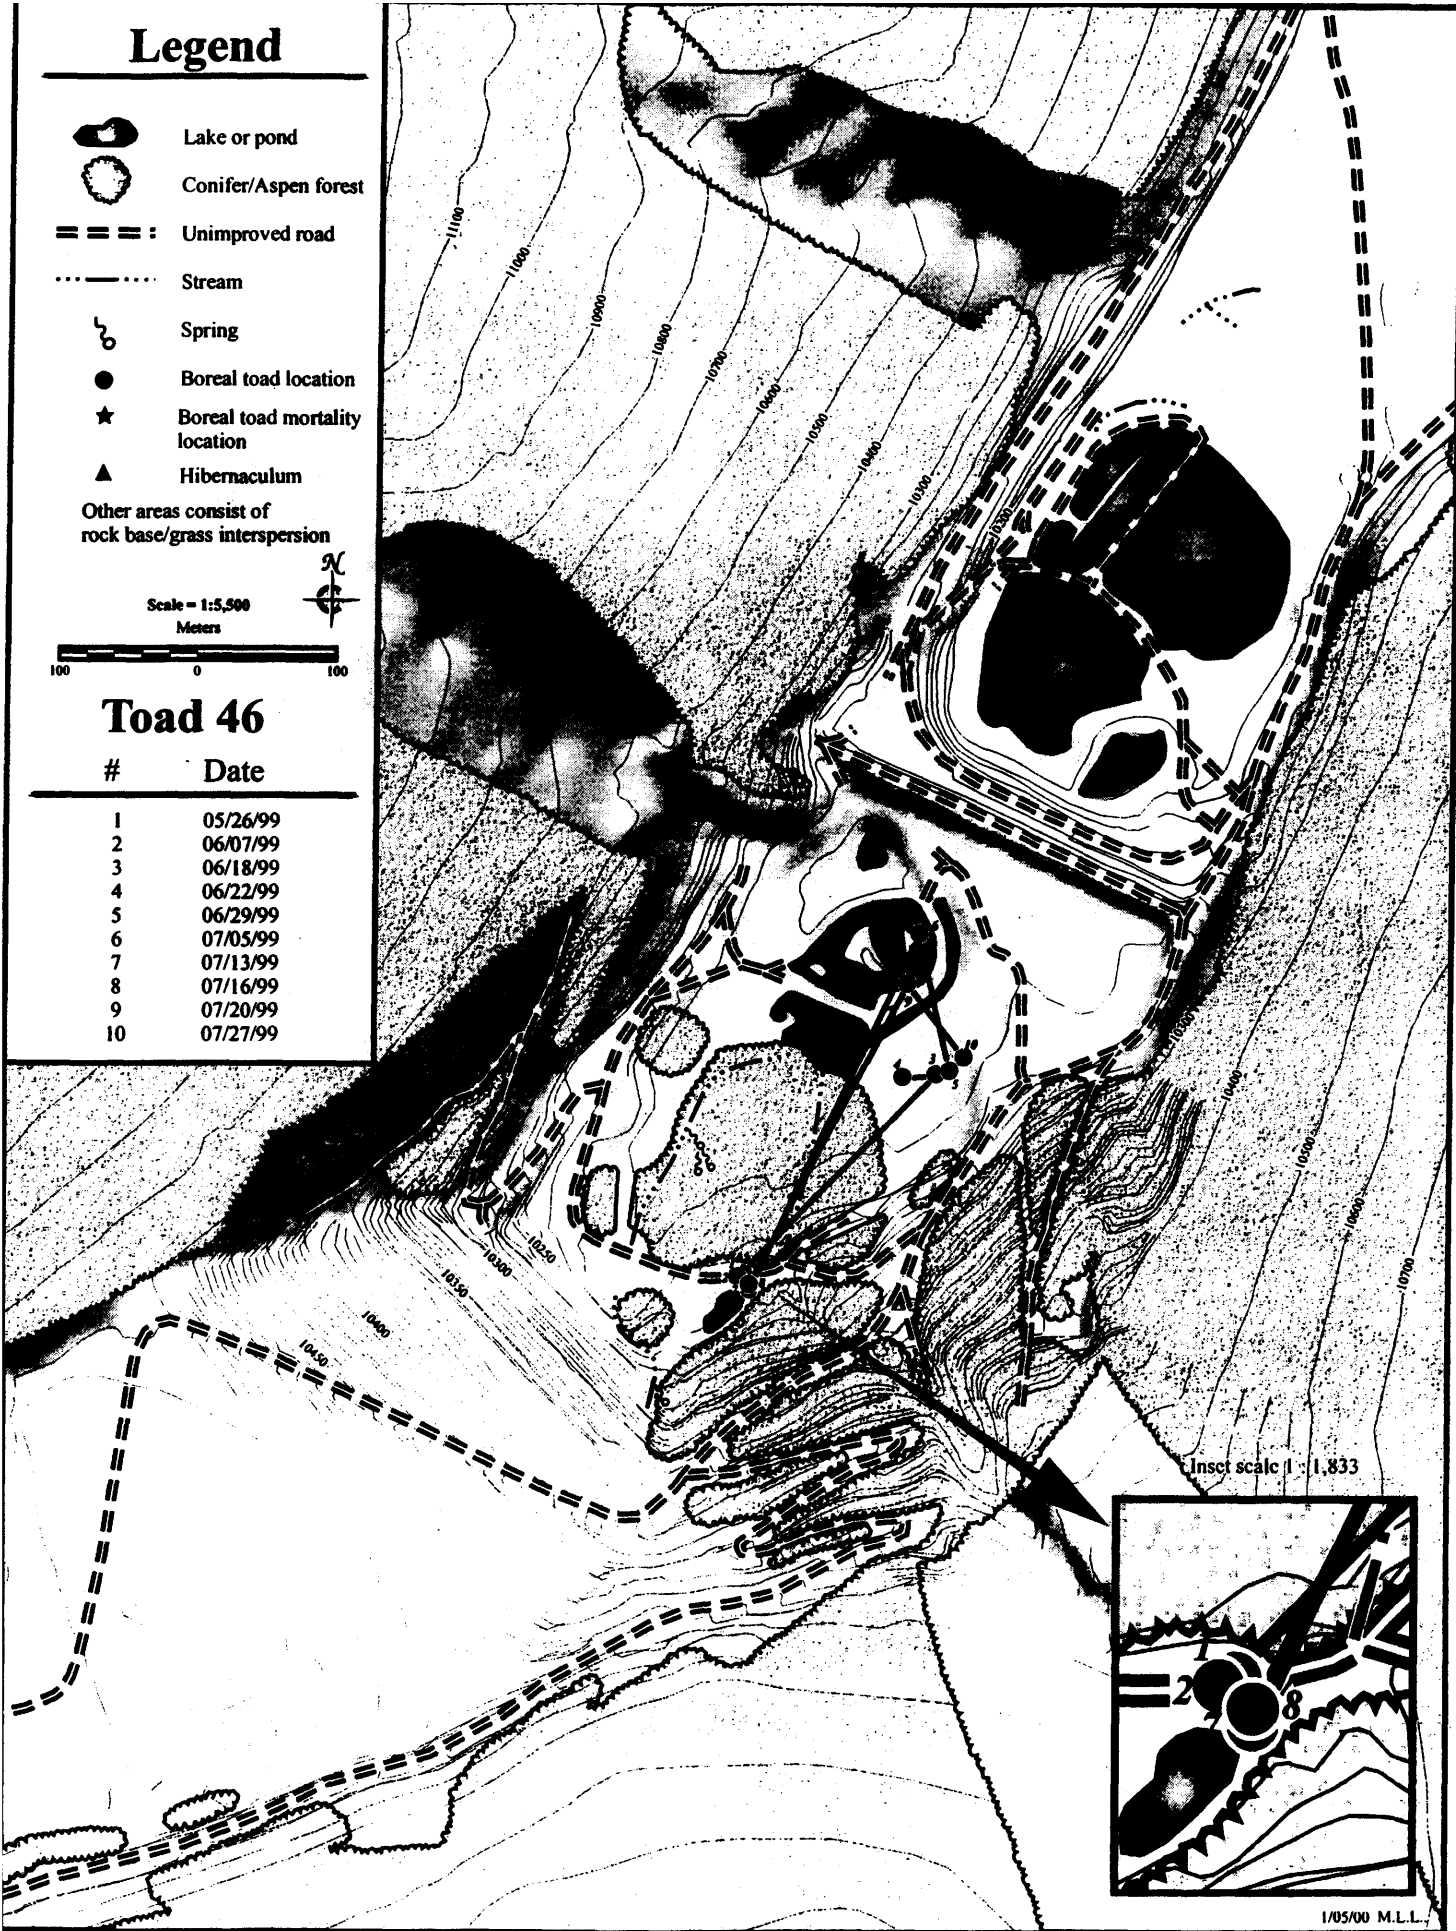 Legend
Lake or pond
Conifer/Aspen forest
Unimproved road
Stream
Spring
Boreal toad location
Boreal toad mortality
location
Hibernaculum
Other areas consist of
rock base/grass interspersion
N
Scale = 1:5,500
Meters
100 0 100
Toad 46
# Date
1 05/26/99
2 06/07/99
3 06/18/99
4 06/22/99
5 06/29/99
6 07/05/99
7 07/13/99
8 07/16/99
9 07/20/99
10 07/27/99
11100
11000
10900
10800
10700
10600
10500
10400
10300
10200
3
5
10400
10500
10600
10700
10250
10300
10350
10400
10450
Inset scale 1 : 1,833
1
2
8
1/05/00 M.L.L.